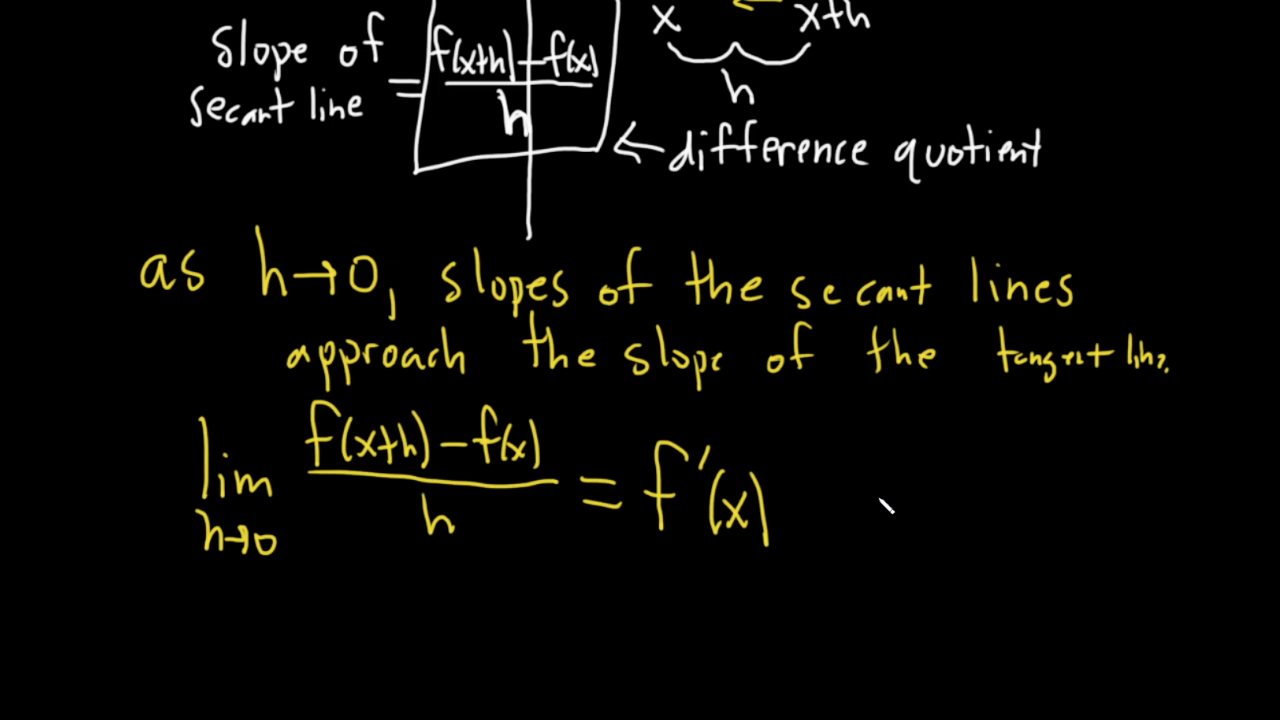 x x+h
slope of
secant line = f(x+h) - f(x) / h
h
← difference quotient
as h→0, slopes of the secant lines
approach the slope of the tangent line.
lim h→0 f(x+h) - f(x) / h = f'(x)